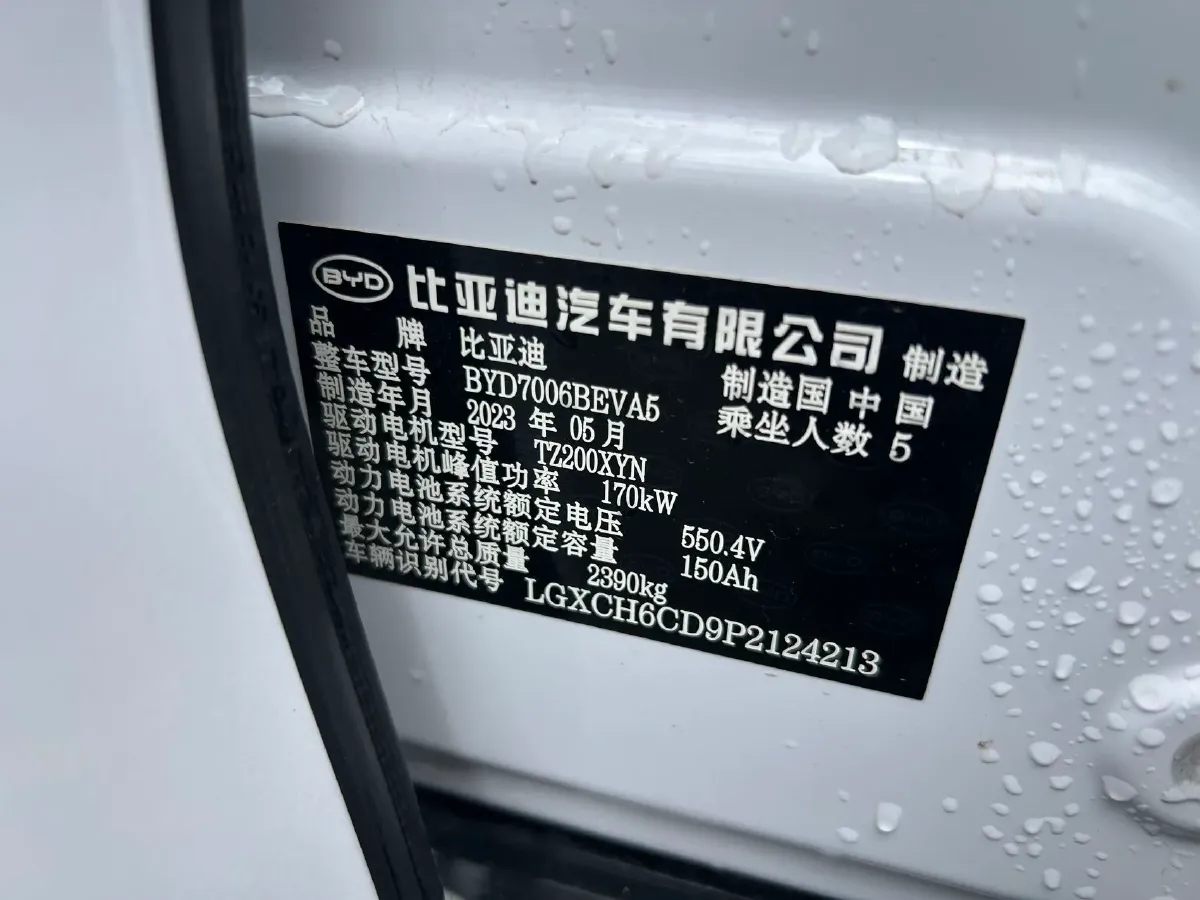 BYD 比亚迪汽车有限公司 制造
品 牌 比亚迪 制造国 中国
整车型号 BYD7006BEVA5 乘坐人数 5
制造年月 2023 年 05 月
驱动电机型号 TZ200XYN
驱动电机峰值功率 170kW
动力电池系统额定电压 550.4V
动力电池系统额定容量 150Ah
最大允许总质量 2390kg
车辆识别代号 LGXCH6CD9P2124213